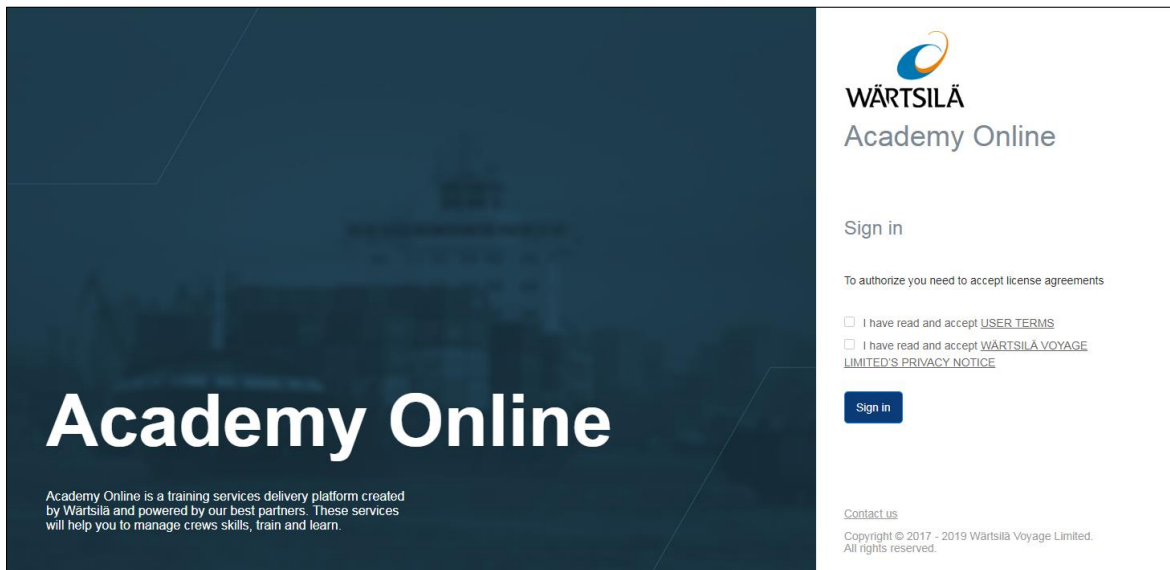 Academy Online
Academy Online is a training services delivery platform created
by Wärtsilä and powered by our best partners. These services
will help you to manage crews skills, train and learn.
WÄRTSILÄ
Academy Online
Sign in
To authorize you need to accept license agreements
I have read and accept USER TERMS
I have read and accept WÄRTSILÄ VOYAGE
LIMITED'S PRIVACY NOTICE
Sign in
Contact us
Copyright © 2017 - 2019 Wärtsilä Voyage Limited.
All rights reserved.